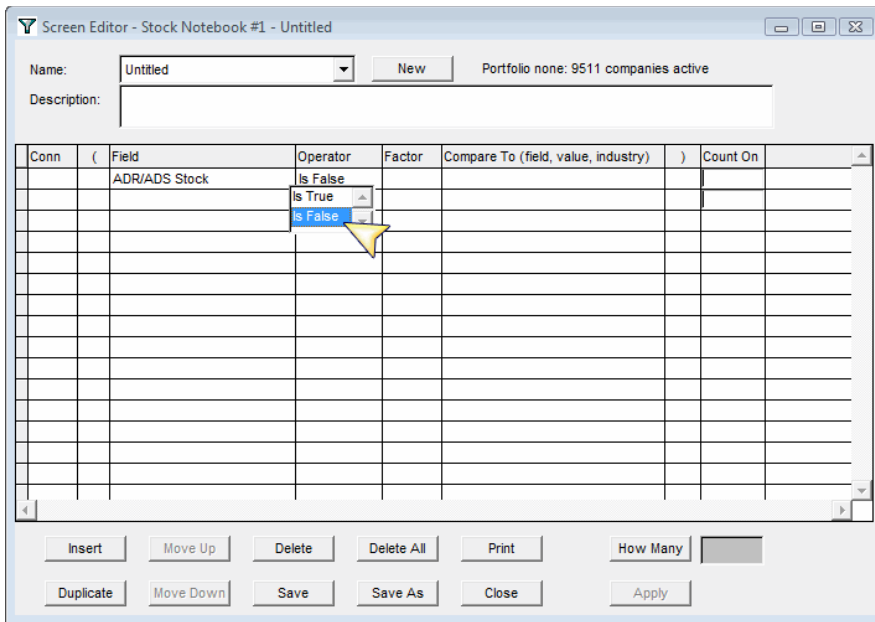 Screen Editor - Stock Notebook #1 - Untitled
Name: Untitled New Portfolio none: 9511 companies active
Description:
Conn ( Field Operator Factor Compare To (field, value, industry) ) Count On
ADR/ADS Stock Is False
Is True
Is False
Insert Move Up Delete Delete All Print How Many
Duplicate Move Down Save Save As Close Apply